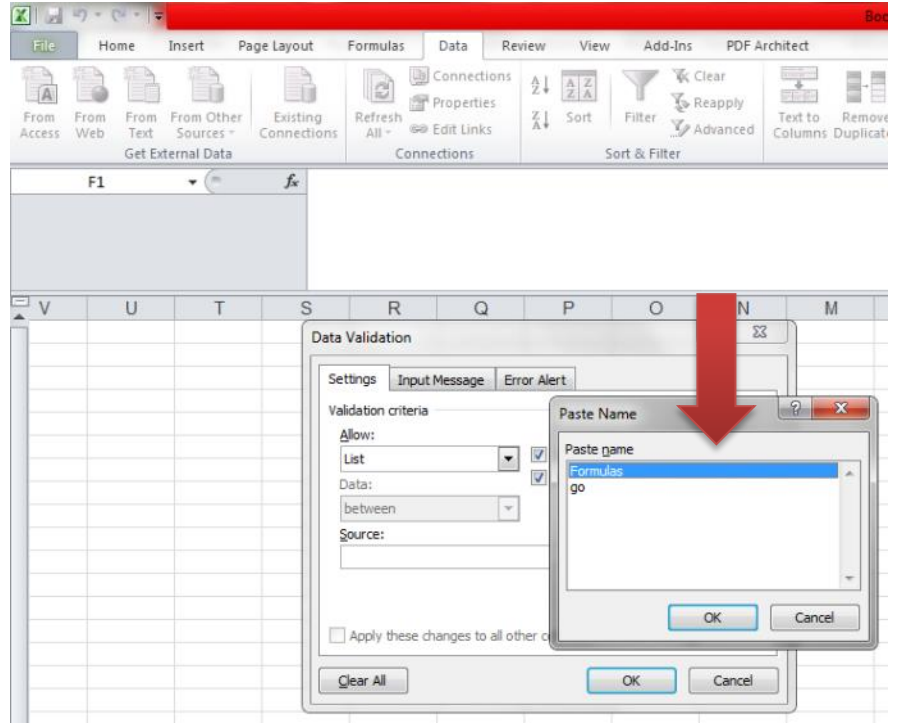 Boo
File Home Insert Page Layout Formulas Data Review View Add-Ins PDF Architect
From Access
From Web
From Text
From Other Sources
Existing Connections
Get External Data
Refresh All
Connections
Properties
Edit Links
Connections
Sort
Filter
Clear
Reapply
Advanced
Sort & Filter
Text to Columns
Remove Duplicat
F1 fx
V U T S R Q P O N M
Data Validation
Settings Input Message Error Alert
Validation criteria
Allow:
List
Data:
between
Source:
Apply these changes to all other c
Clear All OK Cancel
Paste Name
Paste name
Formulas
go
OK Cancel